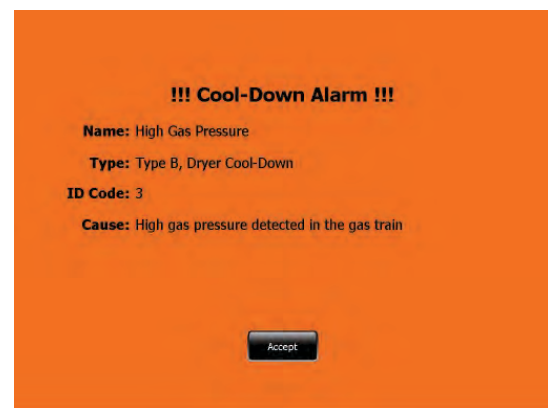 !!! Cool-Down Alarm !!!
Name: High Gas Pressure
Type: Type B, Dryer Cool-Down
ID Code: 3
Cause: High gas pressure detected in the gas train
Accept